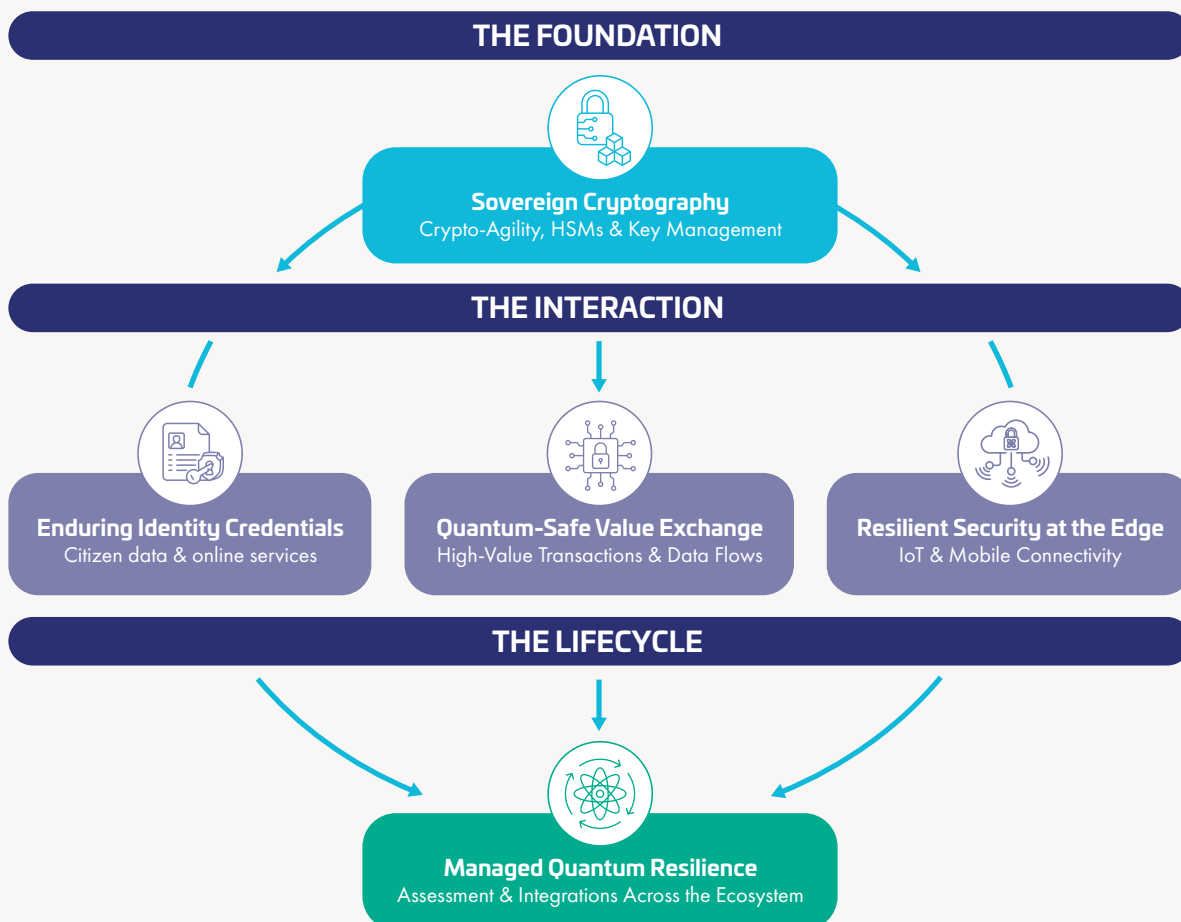 THE FOUNDATION
Sovereign Cryptography
Crypto-Agility, HSMs & Key Management
THE INTERACTION
Enduring Identity Credentials
Citizen data & online services
Quantum-Safe Value Exchange
High-Value Transactions & Data Flows
Resilient Security at the Edge
IoT & Mobile Connectivity
THE LIFECYCLE
Managed Quantum Resilience
Assessment & Integrations Across the Ecosystem